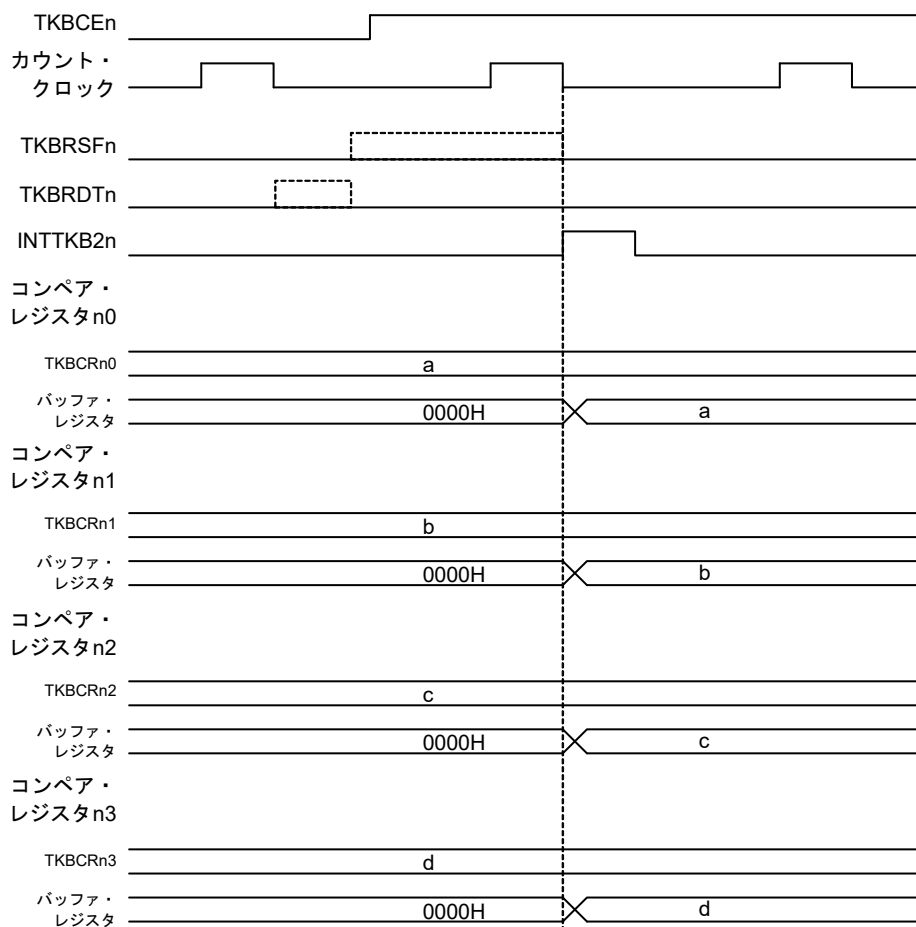 TKBCEn
カウント・
クロック
TKBRSFn
TKBRDTn
INTTKB2n
コンペア・
レジスタn0
TKBCRn0
a
バッファ・
レジスタ
0000H
a
コンペア・
レジスタn1
TKBCRn1
b
バッファ・
レジスタ
0000H
b
コンペア・
レジスタn2
TKBCRn2
c
バッファ・
レジスタ
0000H
c
コンペア・
レジスタn3
TKBCRn3
d
バッファ・
レジスタ
0000H
d